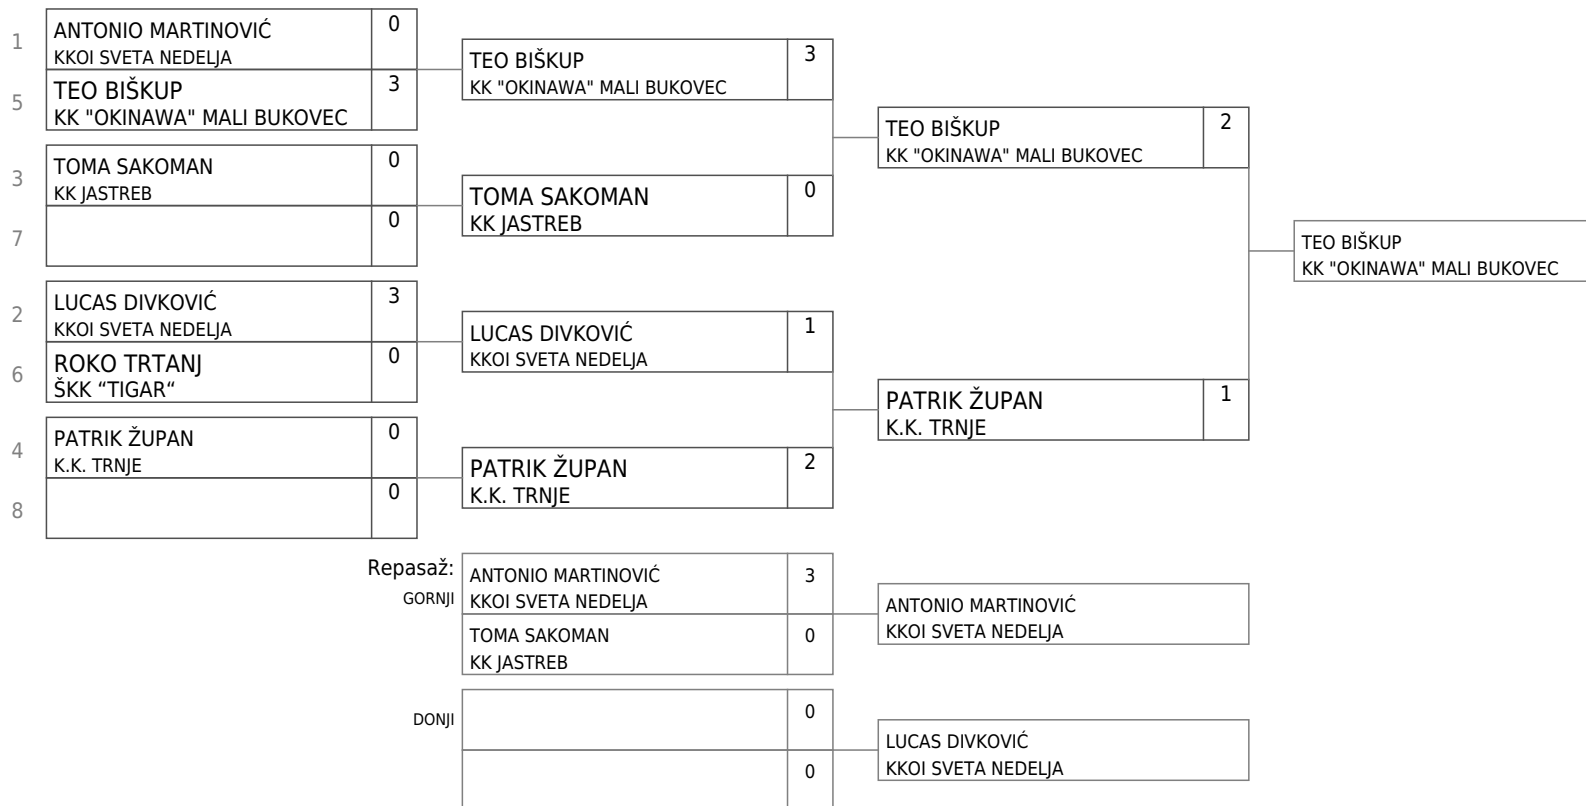 1
ANTONIO MARTINOVIĆ
KKOI SVETA NEDELJA
0
5
TEO BIŠKUP
KK "OKINAWA" MALI BUKOVEC
3
3
TOMA SAKOMAN
KK JASTREB
0
7
0
2
LUCAS DIVKOVIĆ
KKOI SVETA NEDELJA
3
6
ROKO TRTANJ
ŠKK “TIGAR“
0
4
PATRIK ŽUPAN
K.K. TRNJE
0
8
0
TEO BIŠKUP
KK "OKINAWA" MALI BUKOVEC
3
TOMA SAKOMAN
KK JASTREB
0
LUCAS DIVKOVIĆ
KKOI SVETA NEDELJA
1
PATRIK ŽUPAN
K.K. TRNJE
2
TEO BIŠKUP
KK "OKINAWA" MALI BUKOVEC
2
PATRIK ŽUPAN
K.K. TRNJE
1
TEO BIŠKUP
KK "OKINAWA" MALI BUKOVEC
Repasaž:
GORNJI
ANTONIO MARTINOVIĆ
KKOI SVETA NEDELJA
3
TOMA SAKOMAN
KK JASTREB
0
ANTONIO MARTINOVIĆ
KKOI SVETA NEDELJA
DONJI
0
0
LUCAS DIVKOVIĆ
KKOI SVETA NEDELJA